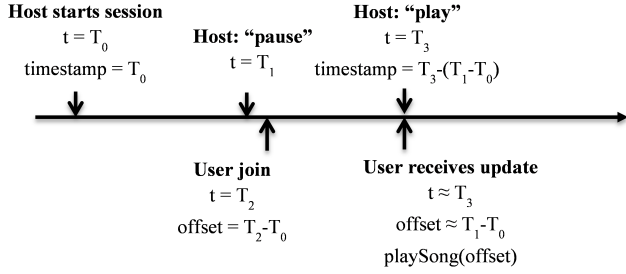 Host starts session
t = T₀
timestamp = T₀
Host: “pause”
t = T₁
Host: “play”
t = T₃
timestamp = T₃-(T₁-T₀)
User join
t = T₂
offset = T₂-T₀
User receives update
t ≈ T₃
offset ≈ T₁-T₀
playSong(offset)